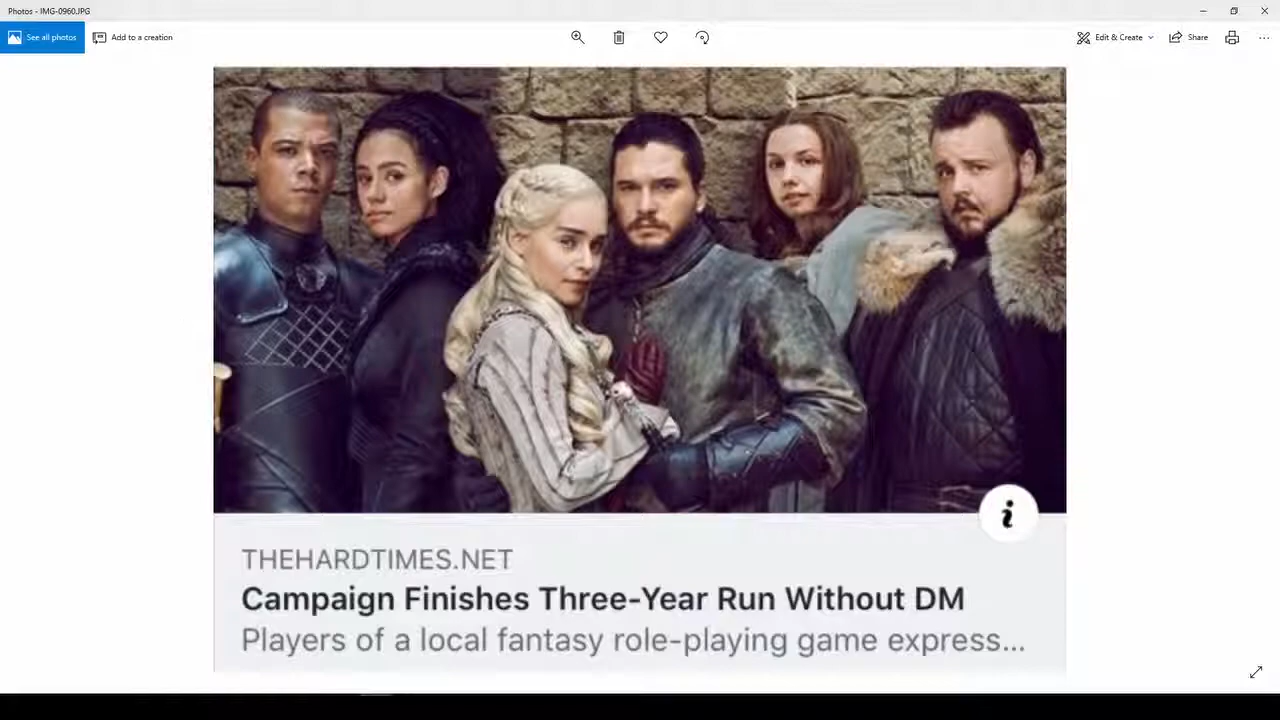 Photos - IMG-0960.JPG
See all photos
Add to a creation
Edit & Create
Share
i
THEHARDTIMES.NET
Campaign Finishes Three-Year Run Without DM
Players of a local fantasy role-playing game express...